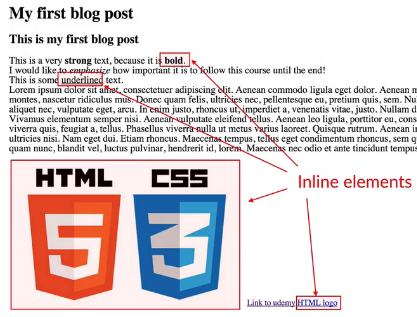 My first blog post
This is my first blog post
This is a very strong text, because it is bold.
I would like to emphasize how important it is to follow this course until the end!
This is some underlined text.
Lorem ipsum dolor sit amet, consectetuer adipiscing elit. Aenean commodo ligula eget dolor. Aenean m
montes, nascetur ridiculus mus. Donec quam felis, ultricies nec, pellentesque eu, pretium quis, sem. Nu
aliquet nec, vulputate eget, arcu. In enim justo, rhoncus ut, imperdiet a, venenatis vitae, justo. Nullam d
Vivamus elementum semper nisi. Aenean vulputate eleifend tellus. Aenean leo ligula, porttitor eu, cons
viverra quis, feugiat a, tellus. Phasellus viverra nulla ut metus varius laoreet. Quisque rutrum. Aenean i
ultricies nisi. Nam eget dui. Etiam rhoncus. Maecenas tempus, tellus eget condimentum rhoncus, sem q
quam nunc, blandit vel, luctus pulvinar, hendrerit id, lorem. Maecenas nec odio et ante tincidunt tempus
HTML CSS
5 3
Inline elements
Link to udemy HTML logo